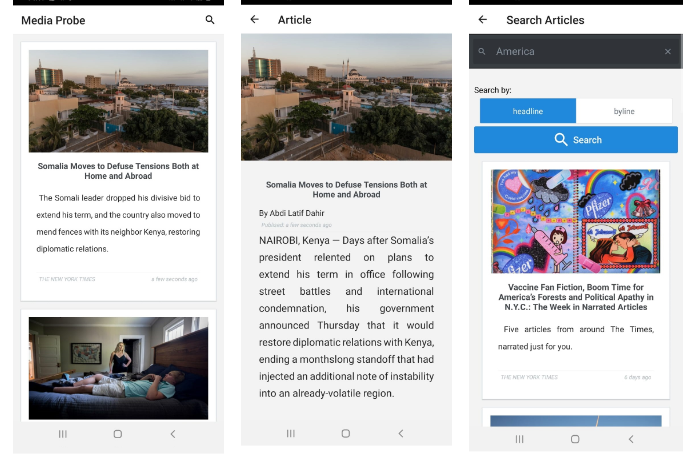 Media Probe
Somalia Moves to Defuse Tensions Both at
Home and Abroad
The Somali leader dropped his divisive bid to
extend his term, and the country also moved to
mend fences with its neighbor Kenya, restoring
diplomatic relations.
THE NEW YORK TIMES
a few seconds ago
Article
Somalia Moves to Defuse Tensions Both at
Home and Abroad
By Abdi Latif Dahir
Publised: a few seconds ago
NAIROBI, Kenya — Days after Somalia's
president relented on plans to
extend his term in office following
street battles and international
condemnation, his government
announced Thursday that it would
restore diplomatic relations with Kenya,
ending a monthslong standoff that had
injected an additional note of instability
into an already-volatile region.
Search Articles
America
Search by:
headline
byline
Search
Pfizer
Pfizer
Vaccine Fan Fiction, Boom Time for
America's Forests and Political Apathy in
N.Y.C.: The Week in Narrated Articles
Five articles from around The Times,
narrated just for you.
THE NEW YORK TIMES
6 days ago